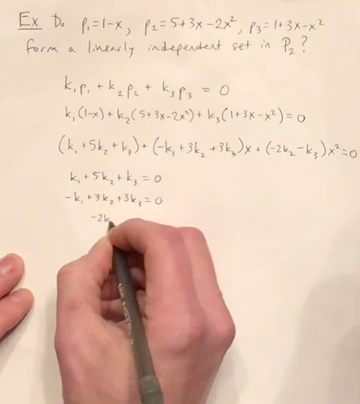 Ex Do p₁=1-x, p₂=5+3x-2x², p₃=1+3x-x²
form a linearly independent set in P₂?
k₁p₁ + k₂p₂ + k₃p₃ = 0
k₁(1-x)+k₂(5+3x-2x²)+k₃(1+3x-x²)=0
(k₁+5k₂+k₃)+(-k₁+3k₂+3k₃)x+(-2k₂-k₃)x²=0
k₁+5k₂+k₃=0
-k₁+3k₂+3k₃=0
-2k